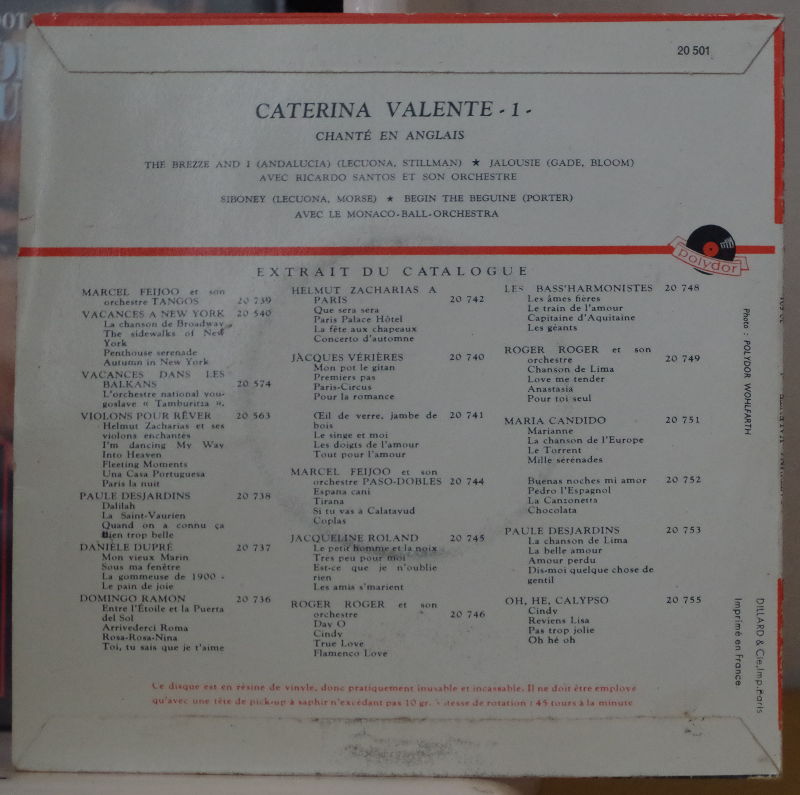 20 501
CATERINA VALENTE - 1 -
CHANTÉ EN ANGLAIS
THE BREZZE AND I (ANDALUCIA) (LECUONA, STILLMAN) ★ JALOUSIE (GADE, BLOOM)
AVEC RICARDO SANTOS ET SON ORCHESTRE
SIBONEY (LECUONA, MORSE) ★ BEGIN THE BEGUINE (PORTER)
AVEC LE MONACO-BALL-ORCHESTRA
polydor
EXTRAIT DU CATALOGUE
MARCEL FEIJOO et son
orchestre TANGOS 20 739
VACANCES A NEW YORK 20 540
La chanson de Broadway
The sidewalks of New
York
Penthouse serenade
Autumn in New York
VACANCES DANS LES
BALKANS 20 574
L'orchestre national you-
goslave « Tamburitza ».
VIOLONS POUR RÊVER 20 563
Helmut Zacharias et ses
violons enchantés
I'm dancing My Way
Into Heaven
Fleeting Moments
Una Casa Portuguesa
Paris la nuit
PAULE DESJARDINS 20 738
Dalilah
La Saint-Vaurien
Quand on a connu ça
Bien trop belle
DANIÈLE DUPRÉ 20 737
Mon vieux Marin
Sous ma fenêtre
La gommeuse de 1900 -
Le pain de joie
DOMINGO RAMON 20 736
Entre l'Étoile et la Puerta
del Sol
Arrivederci Roma
Rosa-Rosa-Nina
Toi, tu sais que je t'aime
HELMUT ZACHARIAS A
PARIS 20 742
Que sera sera
Paris Palace Hôtel
La fête aux chapeaux
Concerto d'automne
JACQUES VÉRIÈRES 20 740
Mon pot le gitan
Premiers pas
Paris-Circus
Pour la romance
Œil de verre, jambe de 20 741
bois
Le singe et moi
Les doigts de l'amour
Tout pour l'amour
MARCEL FEIJOO et son
orchestre PASO-DOBLES 20 744
Espana cani
Tirana
Si tu vas à Calatayud
Coplas
JACQUELINE ROLAND 20 745
Le petit homme et la noix
Tres peu pour moi
Est-ce que je n'oublie
rien
Les amis s'marient
ROGER ROGER et son
orchestre 20 746
Day O
Cindy
True Love
Flamenco Love
LES BASS'HARMONISTES 20 748
Les âmes fières
Le train de l'amour
Capitaine d'Aquitaine
Les géants
ROGER ROGER et son
orchestre 20 749
Chanson de Lima
Love me tender
Anastasia
Pour toi seul
MARIA CANDIDO 20 751
Marianne
La chanson de l'Europe
Le Torrent
Mille sérénades
Buenas noches mi amor 20 752
Pedro l'Espagnol
La Canzonetta
Chocolata
PAULE DESJARDINS 20 753
La chanson de Lima
La belle amour
Amour perdu
Dis-moi quelque chose de
gentil
OH, HE, CALYPSO 20 755
Cindy
Reviens Lisa
Pas trop jolie
Oh hé oh
Photo : POLYDOR WOHLFARTH
DILLARD & Cie.Imp.Paris
Imprimé en France
Ce disque est en résine de vinyle, donc pratiquement inusable et incassable. Il ne doit être employé
qu'avec une tête de pick-up à saphir n'excédant pas 10 gr. Vitesse de rotation : 45 tours à la minute